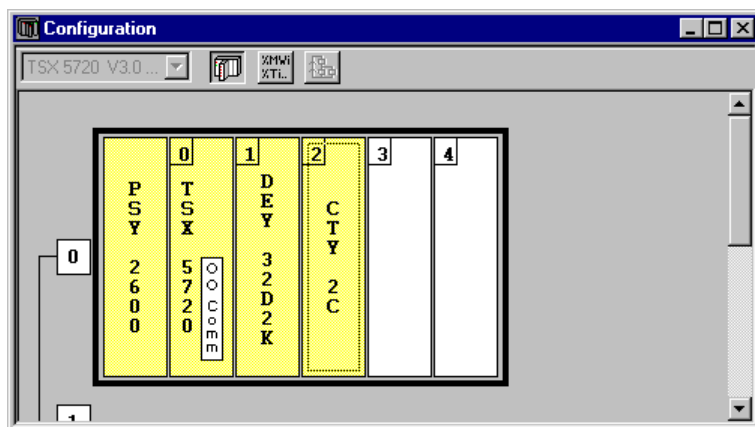 Configuration
TSX 5720 V3.0 ...
%MWi
%Ti..
0
1
2
3
4
PSY 2600
TSX 5720
Comm
DEY 32D2K
CTY 2C
0
1